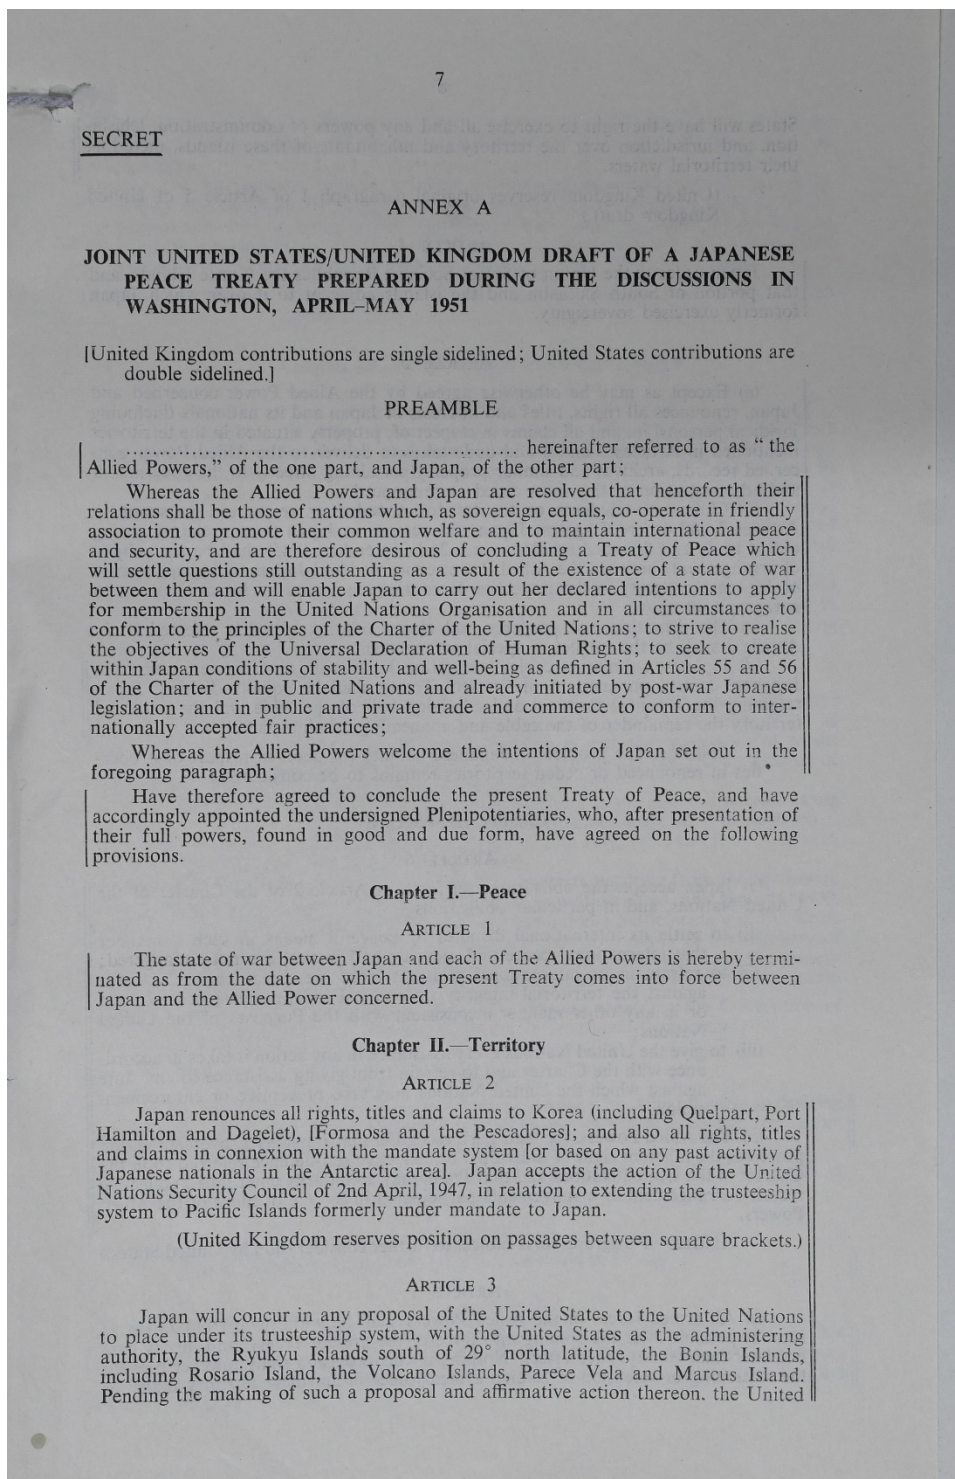 7
SECRET
ANNEX A
JOINT UNITED STATES/UNITED KINGDOM DRAFT OF A JAPANESE
PEACE TREATY PREPARED DURING THE DISCUSSIONS IN
WASHINGTON, APRIL–MAY 1951
[United Kingdom contributions are single sidelined; United States contributions are
double sidelined.]
PREAMBLE
........................................................ hereinafter referred to as “ the
Allied Powers,” of the one part, and Japan, of the other part;
Whereas the Allied Powers and Japan are resolved that henceforth their
relations shall be those of nations which, as sovereign equals, co-operate in friendly
association to promote their common welfare and to maintain international peace
and security, and are therefore desirous of concluding a Treaty of Peace which
will settle questions still outstanding as a result of the existence of a state of war
between them and will enable Japan to carry out her declared intentions to apply
for membership in the United Nations Organisation and in all circumstances to
conform to the principles of the Charter of the United Nations; to strive to realise
the objectives of the Universal Declaration of Human Rights; to seek to create
within Japan conditions of stability and well-being as defined in Articles 55 and 56
of the Charter of the United Nations and already initiated by post-war Japanese
legislation; and in public and private trade and commerce to conform to inter-
nationally accepted fair practices;
Whereas the Allied Powers welcome the intentions of Japan set out in the
foregoing paragraph;
Have therefore agreed to conclude the present Treaty of Peace, and have
accordingly appointed the undersigned Plenipotentiaries, who, after presentation of
their full powers, found in good and due form, have agreed on the following
provisions.
Chapter I.—Peace
ARTICLE 1
The state of war between Japan and each of the Allied Powers is hereby termi-
nated as from the date on which the present Treaty comes into force between
Japan and the Allied Power concerned.
Chapter II.—Territory
ARTICLE 2
Japan renounces all rights, titles and claims to Korea (including Quelpart, Port
Hamilton and Dagelet), [Formosa and the Pescadores]; and also all rights, titles
and claims in connexion with the mandate system [or based on any past activity of
Japanese nationals in the Antarctic area]. Japan accepts the action of the United
Nations Security Council of 2nd April, 1947, in relation to extending the trusteeship
system to Pacific Islands formerly under mandate to Japan.
(United Kingdom reserves position on passages between square brackets.)
ARTICLE 3
Japan will concur in any proposal of the United States to the United Nations
to place under its trusteeship system, with the United States as the administering
authority, the Ryukyu Islands south of 29° north latitude, the Bonin Islands,
including Rosario Island, the Volcano Islands, Parece Vela and Marcus Island.
Pending the making of such a proposal and affirmative action thereon, the United